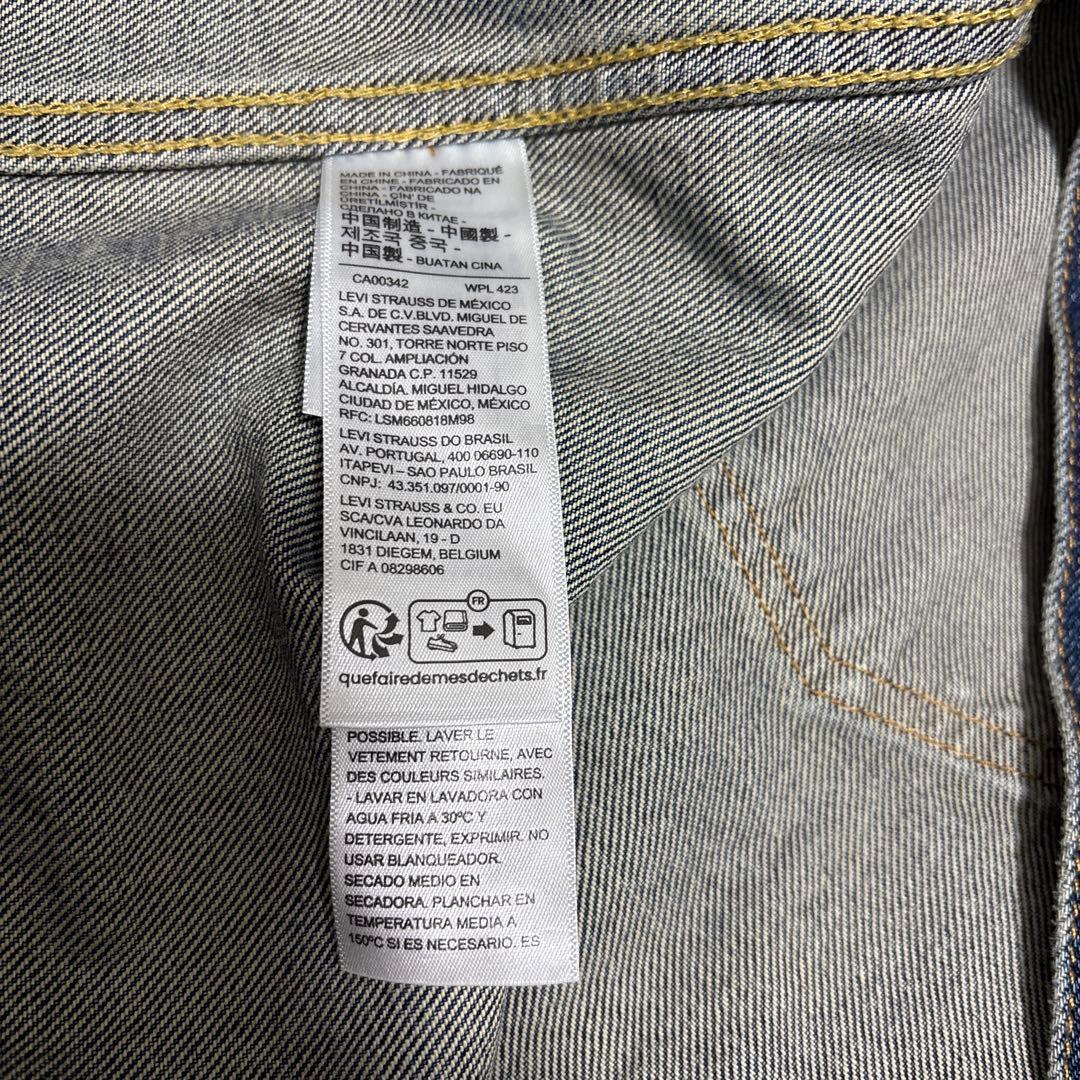 MADE IN CHINA - FABRIQUÉ
EN CHINE - FABRICADO EN
CHINA - FABRICADO NA
CHINA - ÇİN' DE
ÜRETİLMİŞTİR -
СДЕЛАНО В КИТАЕ -
中国制造 - 中國製 -
제조국 중국 -
中国製 - BUATAN CINA
CA00342 WPL 423
LEVI STRAUSS DE MÉXICO
S.A. DE C.V.BLVD. MIGUEL DE
CERVANTES SAAVEDRA
NO. 301, TORRE NORTE PISO
7 COL. AMPLIACIÓN
GRANADA C.P. 11529
ALCALDÍA. MIGUEL HIDALGO
CIUDAD DE MÉXICO, MÉXICO
RFC: LSM660818M98
LEVI STRAUSS DO BRASIL
AV. PORTUGAL, 400 06690-110
ITAPEVI – SAO PAULO BRASIL
CNPJ: 43.351.097/0001-90
LEVI STRAUSS & CO. EU
SCA/CVA LEONARDO DA
VINCILAAN, 19 - D
1831 DIEGEM, BELGIUM
CIF A 08298606
FR
quefairedemesdechets.fr
POSSIBLE. LAVER LE
VETEMENT RETOURNE, AVEC
DES COULEURS SIMILAIRES.
- LAVAR EN LAVADORA CON
AGUA FRIA A 30ºC Y
DETERGENTE, EXPRIMIR. NO
USAR BLANQUEADOR.
SECADO MEDIO EN
SECADORA. PLANCHAR EN
TEMPERATURA MEDIA A
150ºC SI ES NECESARIO. ES